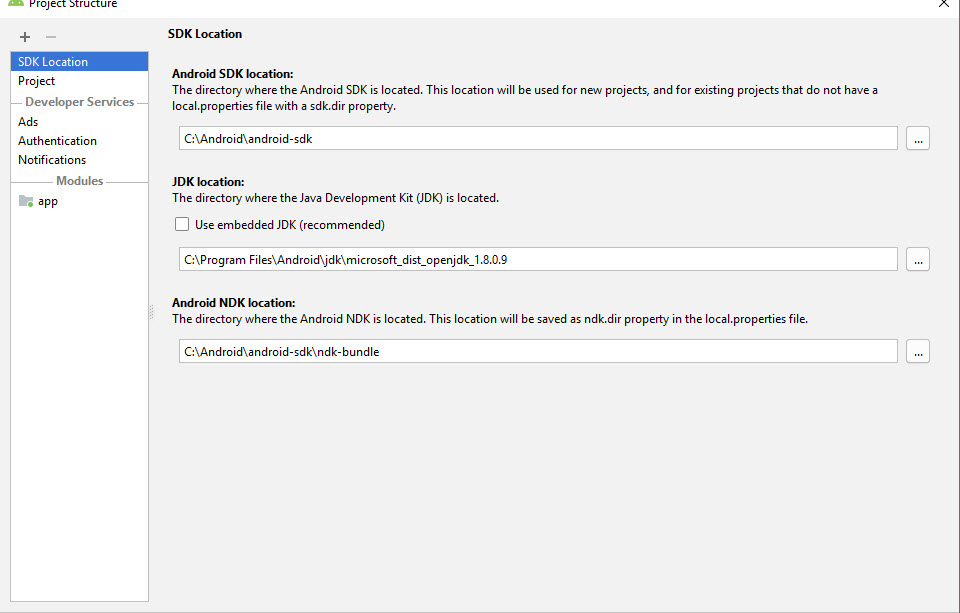 Project Structure
SDK Location
SDK Location
Project
Developer Services
Ads
Authentication
Notifications
Modules
app
Android SDK location:
The directory where the Android SDK is located. This location will be used for new projects, and for existing projects that do not have a
local.properties file with a sdk.dir property.
C:\Android\android-sdk
...
JDK location:
The directory where the Java Development Kit (JDK) is located.
Use embedded JDK (recommended)
C:\Program Files\Android\jdk\microsoft_dist_openjdk_1.8.0.9
...
Android NDK location:
The directory where the Android NDK is located. This location will be saved as ndk.dir property in the local.properties file.
C:\Android\android-sdk\ndk-bundle
...